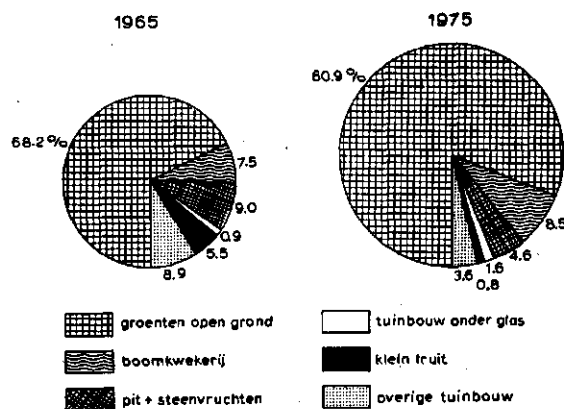 1965
1975
68.2 %
7.5
9.0
0.9
5.5
8.9
80.9 %
8.5
4.6
1.6
0.8
3.6
groenten open grond
boomkwekerij
pit + steenvruchten
tuinbouw onder glas
klein fruit
overige tuinbouw